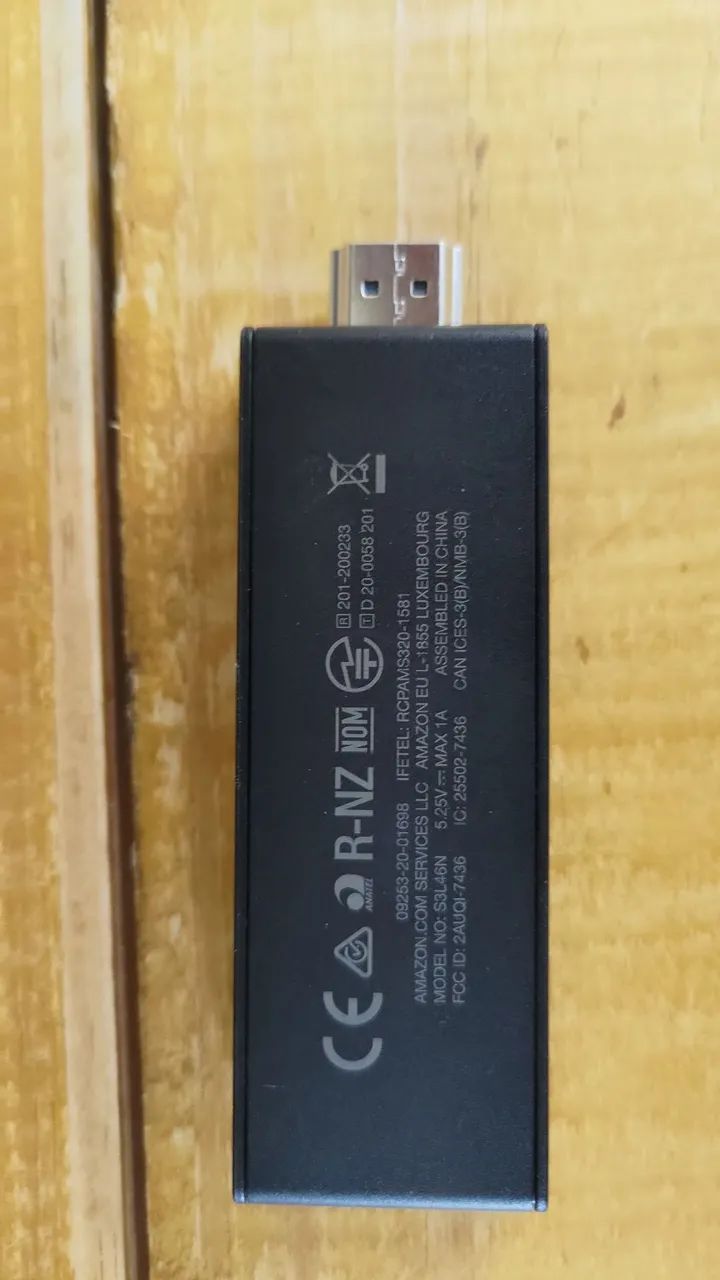 CE ANATEL R-NZ NOM R 201-200233
T D 20-0058 201
09253-20-01698 IFETEL: RCPAMS320-1581
AMAZON.COM SERVICES LLC AMAZON EU L-1855 LUXEMBOURG
MODEL NO: S3L46N 5.25V ⎓ MAX 1A ASSEMBLED IN CHINA
FCC ID: 2AUQI-7436 IC: 25502-7436 CAN ICES-3(B)/NMB-3(B)